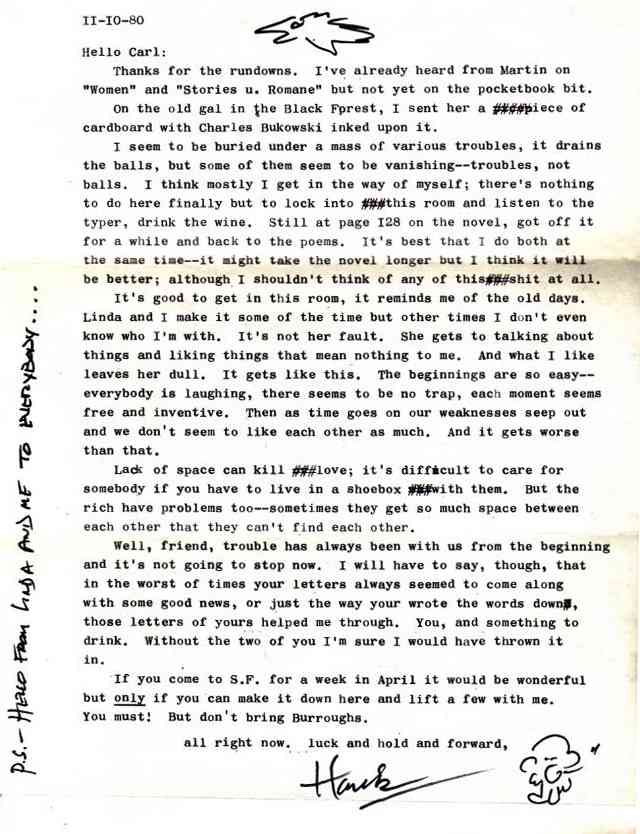 II-IO-80
Hello Carl:
Thanks for the rundowns. I've already heard from Martin on
"Women" and "Stories u. Romane" but not yet on the pocketbook bit.
On the old gal in the Black Fprest, I sent her a ####piece of
cardboard with Charles Bukowski inked upon it.
I seem to be buried under a mass of various troubles, it drains
the balls, but some of them seem to be vanishing--troubles, not
balls. I think mostly I get in the way of myself; there's nothing
to do here finally but to lock into ###this room and listen to the
typer, drink the wine. Still at page I28 on the novel, got off it
for a while and back to the poems. It's best that I do both at
the same time--it might take the novel longer but I think it will
be better; although I shouldn't think of any of this###shit at all.
It's good to get in this room, it reminds me of the old days.
Linda and I make it some of the time but other times I don't even
know who I'm with. It's not her fault. She gets to talking about
things and liking things that mean nothing to me. And what I like
leaves her dull. It gets like this. The beginnings are so easy--
everybody is laughing, there seems to be no trap, each moment seems
free and inventive. Then as time goes on our weaknesses seep out
and we don't seem to like each other as much. And it gets worse
than that.
Lack of space can kill ###love; it's difficult to care for
somebody if you have to live in a shoebox ###with them. But the
rich have problems too--sometimes they get so much space between
each other that they can't find each other.
Well, friend, trouble has always been with us from the beginning
and it's not going to stop now. I will have to say, though, that
in the worst of times your letters always seemed to come along
with some good news, or just the way your wrote the words down#,
those letters of yours helped me through. You, and something to
drink. Without the two of you I'm sure I would have thrown it
in.
If you come to S.F. for a week in April it would be wonderful
but only if you can make it down here and lift a few with me.
You must! But don't bring Burroughs.
all right now. luck and hold and forward,
Hank
P.S. - HELLO FROM LINDA AND ME TO EVERYBODY....